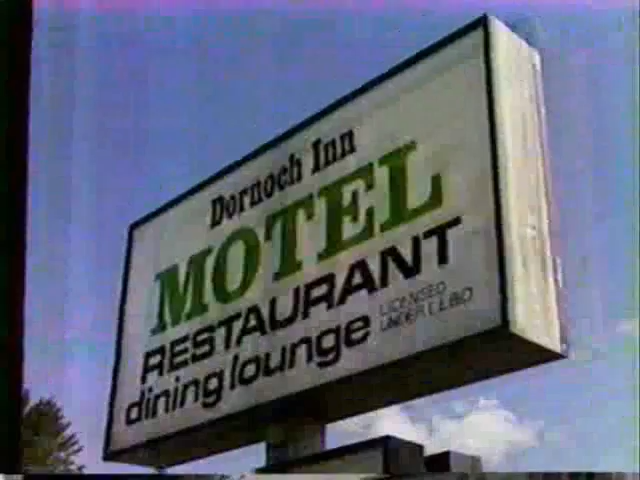 Dornoch Inn
MOTEL
RESTAURANT
dining lounge
LICENSED
UNDER L.L.B.O